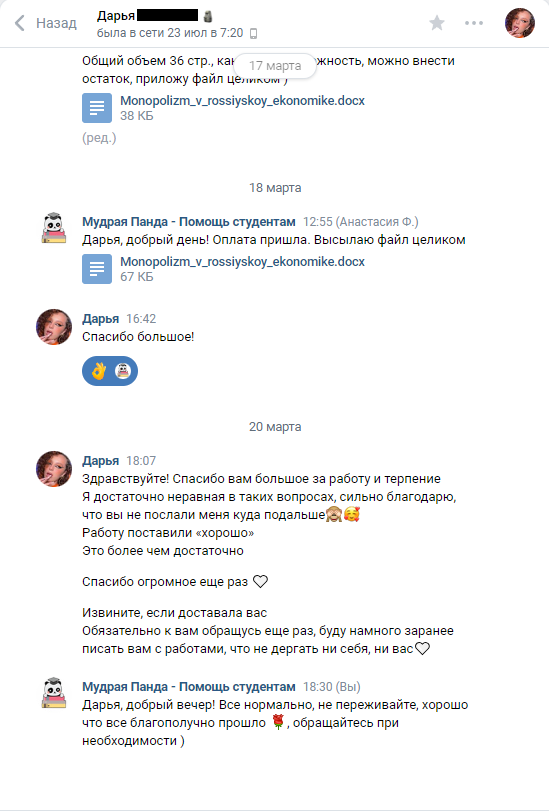 Назад
Дарья
была в сети 23 июл в 7:20
17 марта
Общий объем 36 стр., как
жность, можно внести
остаток, приложу файл целиком )
Monopolizm_v_rossiyskoy_ekonomike.docx
38 КБ
(ред.)
18 марта
Мудрая Панда - Помощь студентам 12:55 (Анастасия Ф.)
Дарья, добрый день! Оплата пришла. Высылаю файл целиком
Monopolizm_v_rossiyskoy_ekonomike.docx
67 КБ
Дарья 16:42
Спасибо большое!
👌
20 марта
Дарья 18:07
Здравствуйте! Спасибо вам большое за работу и терпение
Я достаточно неравная в таких вопросах, сильно благодарю,
что вы не послали меня куда подальше🙈🥰
Работу поставили «хорошо»
Это более чем достаточно
Спасибо огромное еще раз ♡
Извините, если доставала вас
Обязательно к вам обращусь еще раз, буду намного заранее
писать вам с работами, что не дергать ни себя, ни вас♡
Мудрая Панда - Помощь студентам 18:30 (Вы)
Дарья, добрый вечер! Все нормально, не переживайте, хорошо
что все благополучно прошло 🌹, обращайтесь при
необходимости )